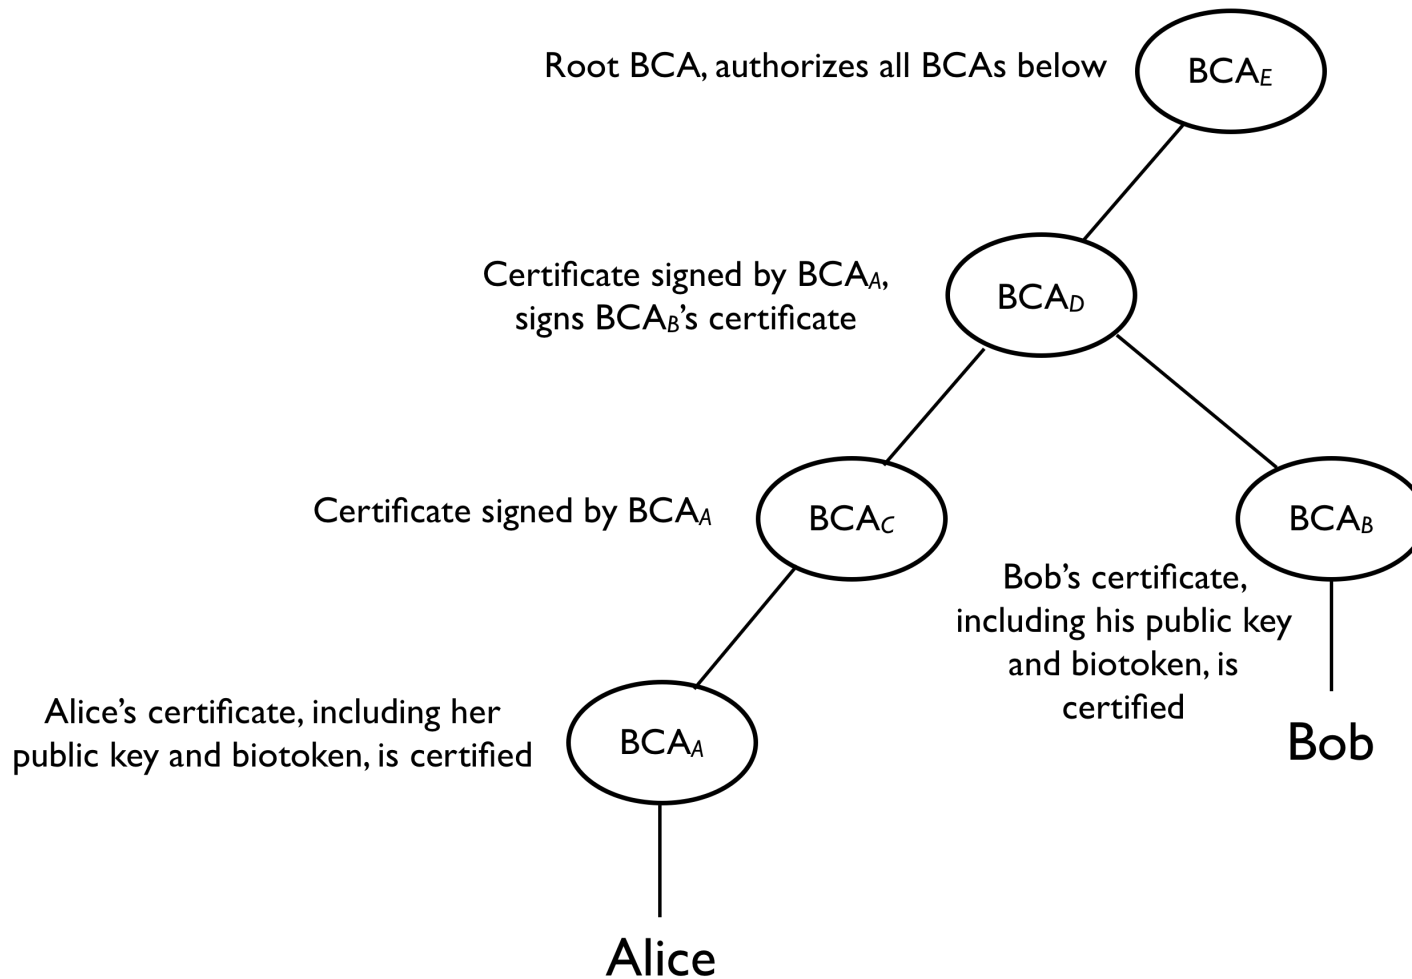 Root BCA, authorizes all BCAs below
BCAE
Certificate signed by BCAA,
signs BCAB’s certificate
BCAD
Certificate signed by BCAA
BCAC
BCAB
Bob’s certificate,
including his public key
and biotoken, is
certified
Bob
Alice’s certificate, including her
public key and biotoken, is certified
BCAA
Alice